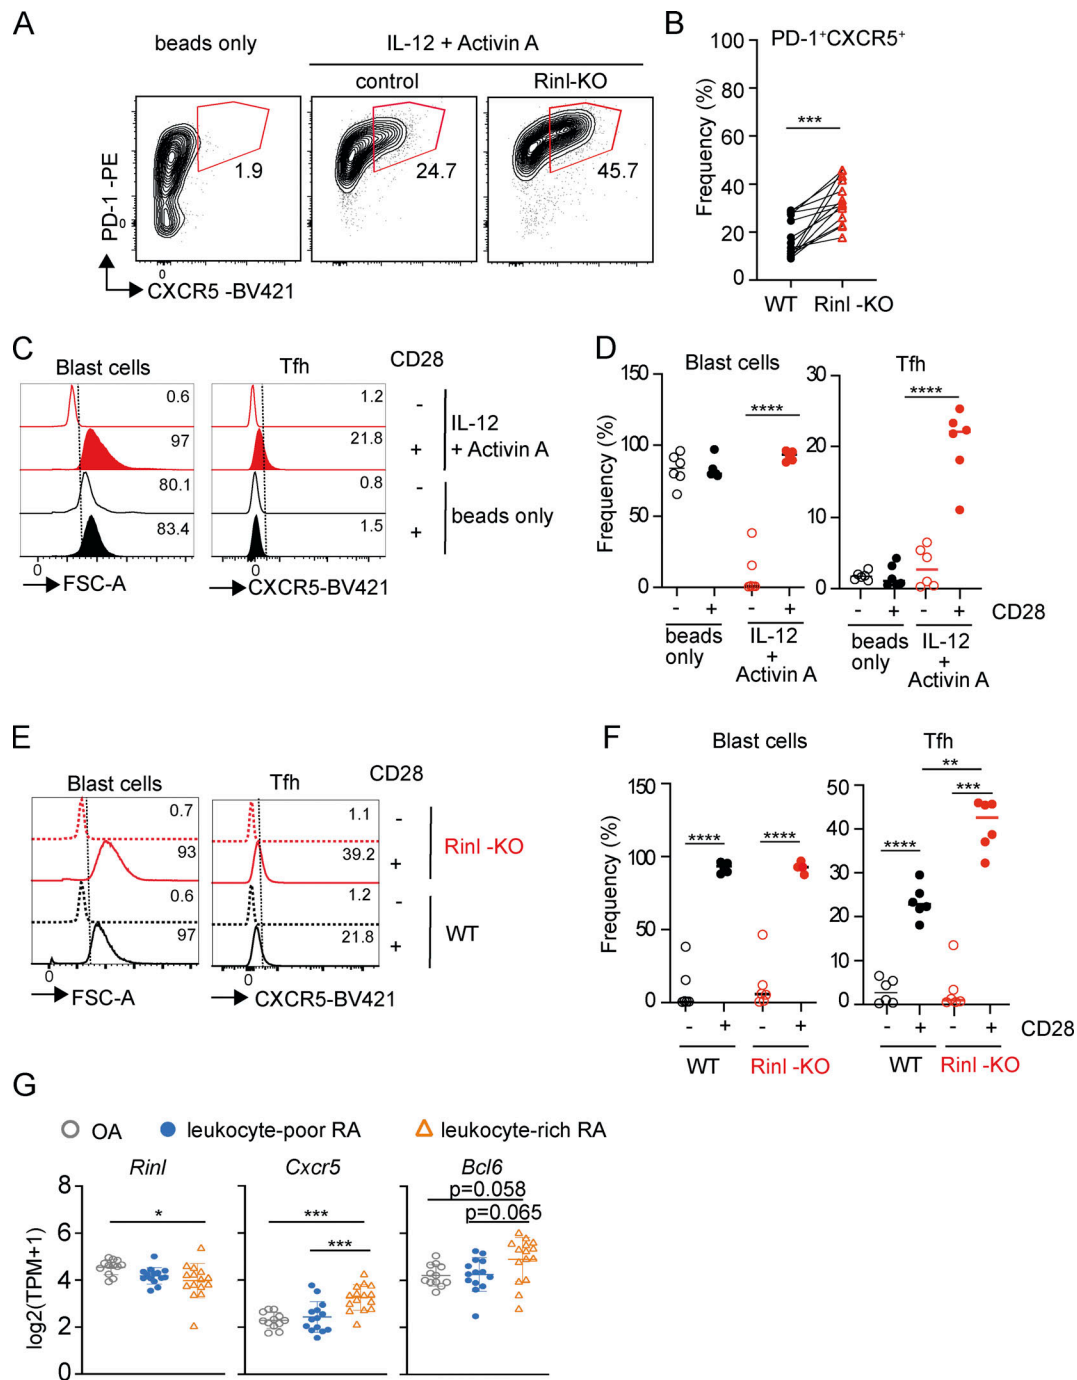 A
beads only
IL-12 + Activin A
control
Rinl-KO
PD-1 -PE
0
1.9
24.7
45.7
0
CXCR5 -BV421
B
PD-1+CXCR5+
Frequency (%)
100
80
60
40
20
0
***
WT
Rinl -KO
C
Blast cells
Tfh
CD28
0.6
1.2
-
97
21.8
+
IL-12
+ Activin A
80.1
0.8
-
83.4
1.5
+
beads only
0
0
FSC-A
CXCR5-BV421
D
Blast cells
Tfh
Frequency (%)
150
100
50
0
****
30
20
10
0
****
- + - +
- + - +
CD28
beads only
IL-12
+
Activin A
beads only
IL-12
+
Activin A
E
Blast cells
Tfh
CD28
0.7
1.1
-
93
39.2
+
Rinl -KO
0.6
1.2
-
97
21.8
+
WT
0
0
FSC-A
CXCR5-BV421
F
Blast cells
Tfh
Frequency (%)
150
100
50
0
****
****
50
40
30
20
10
0
**
***
****
- + - +
- + - +
CD28
WT
Rinl -KO
WT
Rinl -KO
G
OA
leukocyte-poor RA
leukocyte-rich RA
Rinl
Cxcr5
Bcl6
log2(TPM+1)
8
6
4
2
0
*
***
***
p=0.058
p=0.065